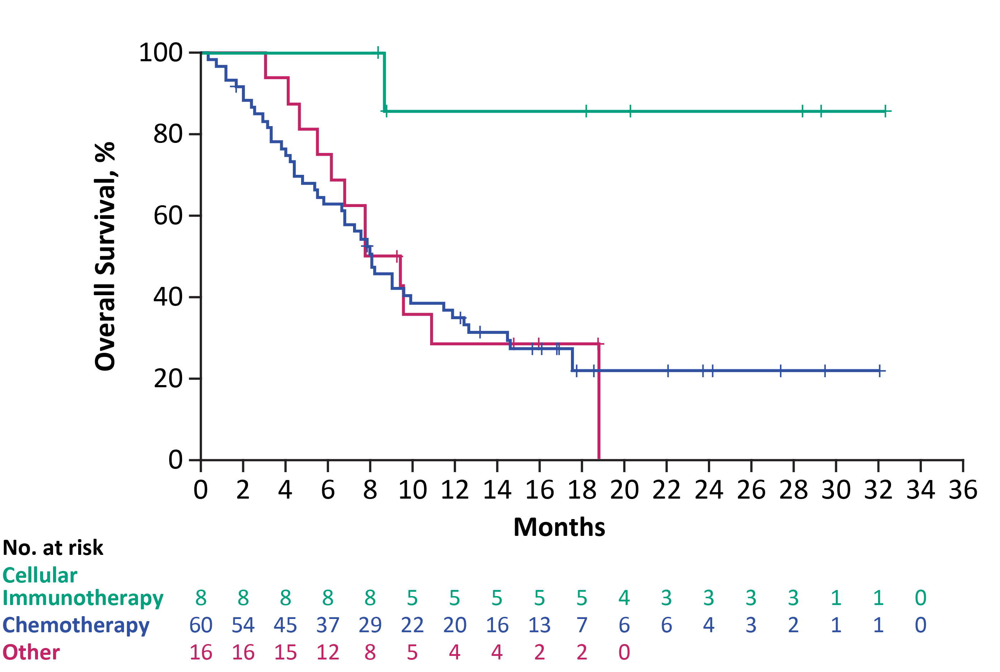 100
80
60
40
20
0
Overall Survival, %
0 2 4 6 8 10 12 14 16 18 20 22 24 26 28 30 32 34 36
Months
No. at risk
Cellular
Immunotherapy 8 8 8 8 8 5 5 5 5 5 4 3 3 3 3 1 1 0
Chemotherapy 60 54 45 37 29 22 20 16 13 7 6 6 4 3 2 1 1 0
Other 16 16 15 12 8 5 4 4 2 2 0